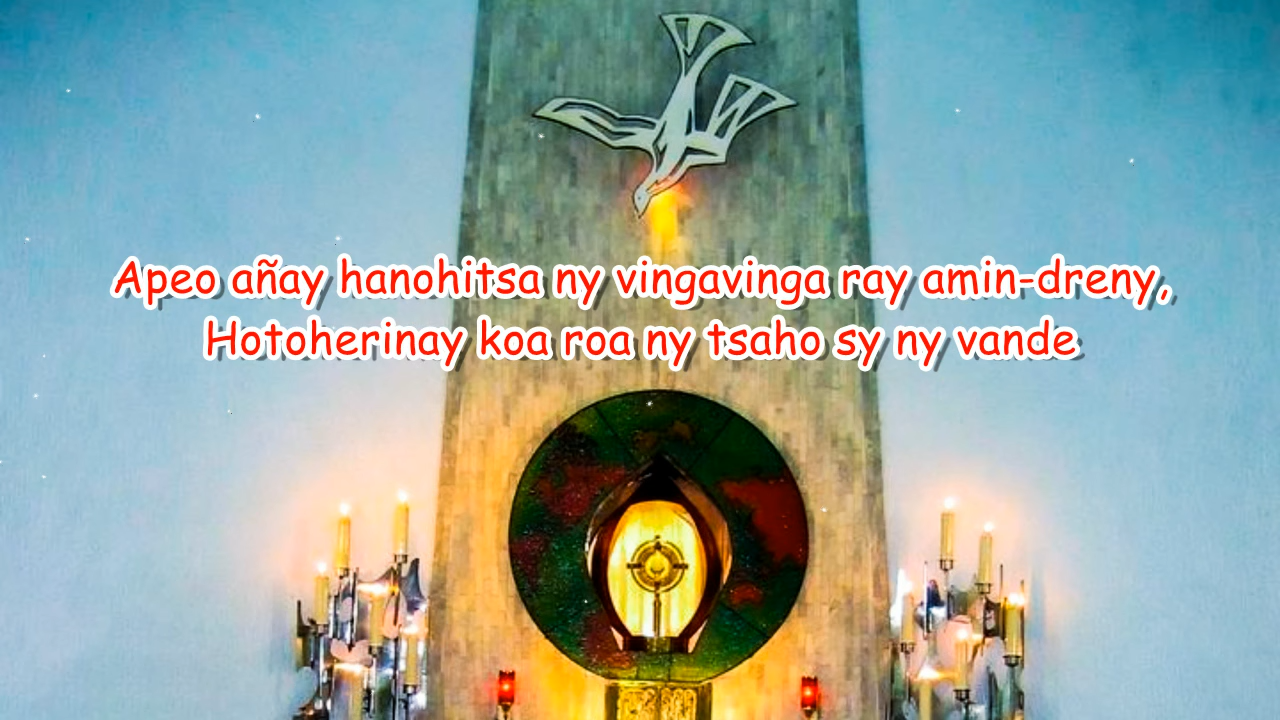 Apeo añay hanohitsa ny vingavinga ray amin-dreny,
Hotoherinay koa roa ny tsaho sy ny vande